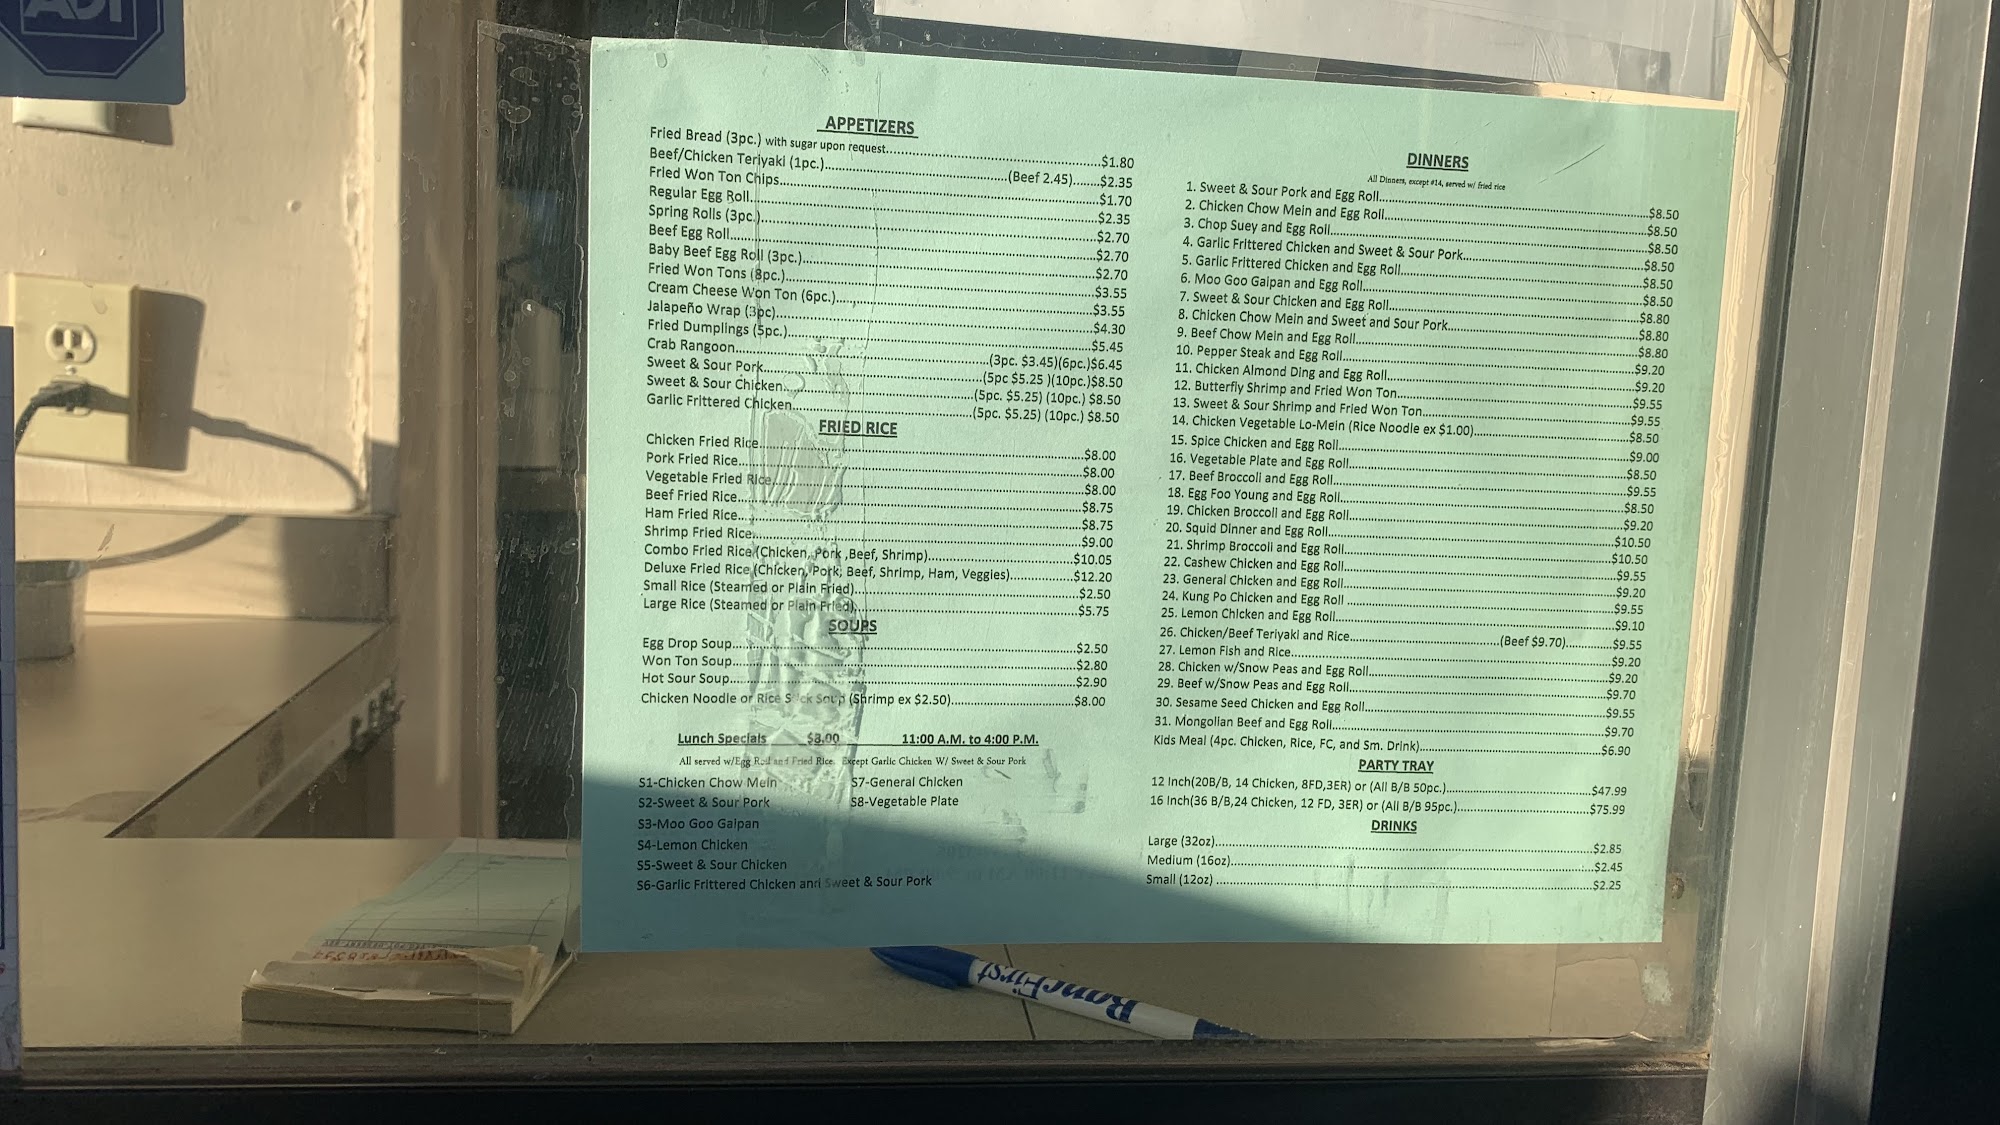 ADT
APPETIZERS
Fried Bread (3pc.) with sugar upon request...$1.80
Beef/Chicken Teriyaki (1pc.)...(Beef 2.45)...$2.35
Fried Won Ton Chips...$1.70
Regular Egg Roll...$2.35
Spring Rolls (3pc.)...$2.70
Beef Egg Roll...$2.70
Baby Beef Egg Roll (3pc.)...$2.70
Fried Won Tons (8pc.)...$3.55
Cream Cheese Won Ton (6pc.)...$3.55
Jalapeño Wrap (3pc)...$4.30
Fried Dumplings (5pc.)...$5.45
Crab Rangoon...(3pc. $3.45)(6pc.)$6.45
Sweet & Sour Pork...(5pc $5.25 )(10pc.)$8.50
Sweet & Sour Chicken...(5pc. $5.25) (10pc.) $8.50
Garlic Frittered Chicken...(5pc. $5.25) (10pc.) $8.50
FRIED RICE
Chicken Fried Rice...$8.00
Pork Fried Rice...$8.00
Vegetable Fried Rice...$8.00
Beef Fried Rice...$8.75
Ham Fried Rice...$8.75
Shrimp Fried Rice...$9.00
Combo Fried Rice (Chicken, Pork ,Beef, Shrimp)...$10.05
Deluxe Fried Rice (Chicken, Pork, Beef, Shrimp, Ham, Veggies)...$12.20
Small Rice (Steamed or Plain Fried)...$2.50
Large Rice (Steamed or Plain Fried)...$5.75
SOUPS
Egg Drop Soup...$2.50
Won Ton Soup...$2.80
Hot Sour Soup...$2.90
Chicken Noodle or Rice Stick Soup (Shrimp ex $2.50)...$8.00
Lunch Specials $8.00 11:00 A.M. to 4:00 P.M.
All served w/Egg Roll and Fried Rice. Except Garlic Chicken W/ Sweet & Sour Pork
S1-Chicken Chow Mein S7-General Chicken
S2-Sweet & Sour Pork S8-Vegetable Plate
S3-Moo Goo Gaipan
S4-Lemon Chicken
S5-Sweet & Sour Chicken
S6-Garlic Frittered Chicken and Sweet & Sour Pork
DINNERS
All Dinners, except #14, served w/ fried rice
1. Sweet & Sour Pork and Egg Roll...$8.50
2. Chicken Chow Mein and Egg Roll...$8.50
3. Chop Suey and Egg Roll...$8.50
4. Garlic Frittered Chicken and Sweet & Sour Pork...$8.50
5. Garlic Frittered Chicken and Egg Roll...$8.50
6. Moo Goo Gaipan and Egg Roll...$8.50
7. Sweet & Sour Chicken and Egg Roll...$8.80
8. Chicken Chow Mein and Sweet and Sour Pork...$8.80
9. Beef Chow Mein and Egg Roll...$8.80
10. Pepper Steak and Egg Roll...$9.20
11. Chicken Almond Ding and Egg Roll...$9.20
12. Butterfly Shrimp and Fried Won Ton...$9.55
13. Sweet & Sour Shrimp and Fried Won Ton...$9.55
14. Chicken Vegetable Lo-Mein (Rice Noodle ex $1.00)...$8.50
15. Spice Chicken and Egg Roll...$9.00
16. Vegetable Plate and Egg Roll...$8.50
17. Beef Broccoli and Egg Roll...$9.55
18. Egg Foo Young and Egg Roll...$8.50
19. Chicken Broccoli and Egg Roll...$9.20
20. Squid Dinner and Egg Roll...$10.50
21. Shrimp Broccoli and Egg Roll...$10.50
22. Cashew Chicken and Egg Roll...$9.55
23. General Chicken and Egg Roll...$9.20
24. Kung Po Chicken and Egg Roll ...$9.55
25. Lemon Chicken and Egg Roll...$9.10
26. Chicken/Beef Teriyaki and Rice...(Beef $9.70)...$9.55
27. Lemon Fish and Rice...$9.20
28. Chicken w/Snow Peas and Egg Roll...$9.20
29. Beef w/Snow Peas and Egg Roll...$9.70
30. Sesame Seed Chicken and Egg Roll...$9.55
31. Mongolian Beef and Egg Roll...$9.70
Kids Meal (4pc. Chicken, Rice, FC, and Sm. Drink)...$6.90
PARTY TRAY
12 Inch(20B/B, 14 Chicken, 8FD,3ER) or (All B/B 50pc.)...$47.99
16 Inch(36 B/B,24 Chicken, 12 FD, 3ER) or (All B/B 95pc.)...$75.99
DRINKS
Large (32oz)...$2.85
Medium (16oz)...$2.45
Small (12oz) ...$2.25
BancFirst